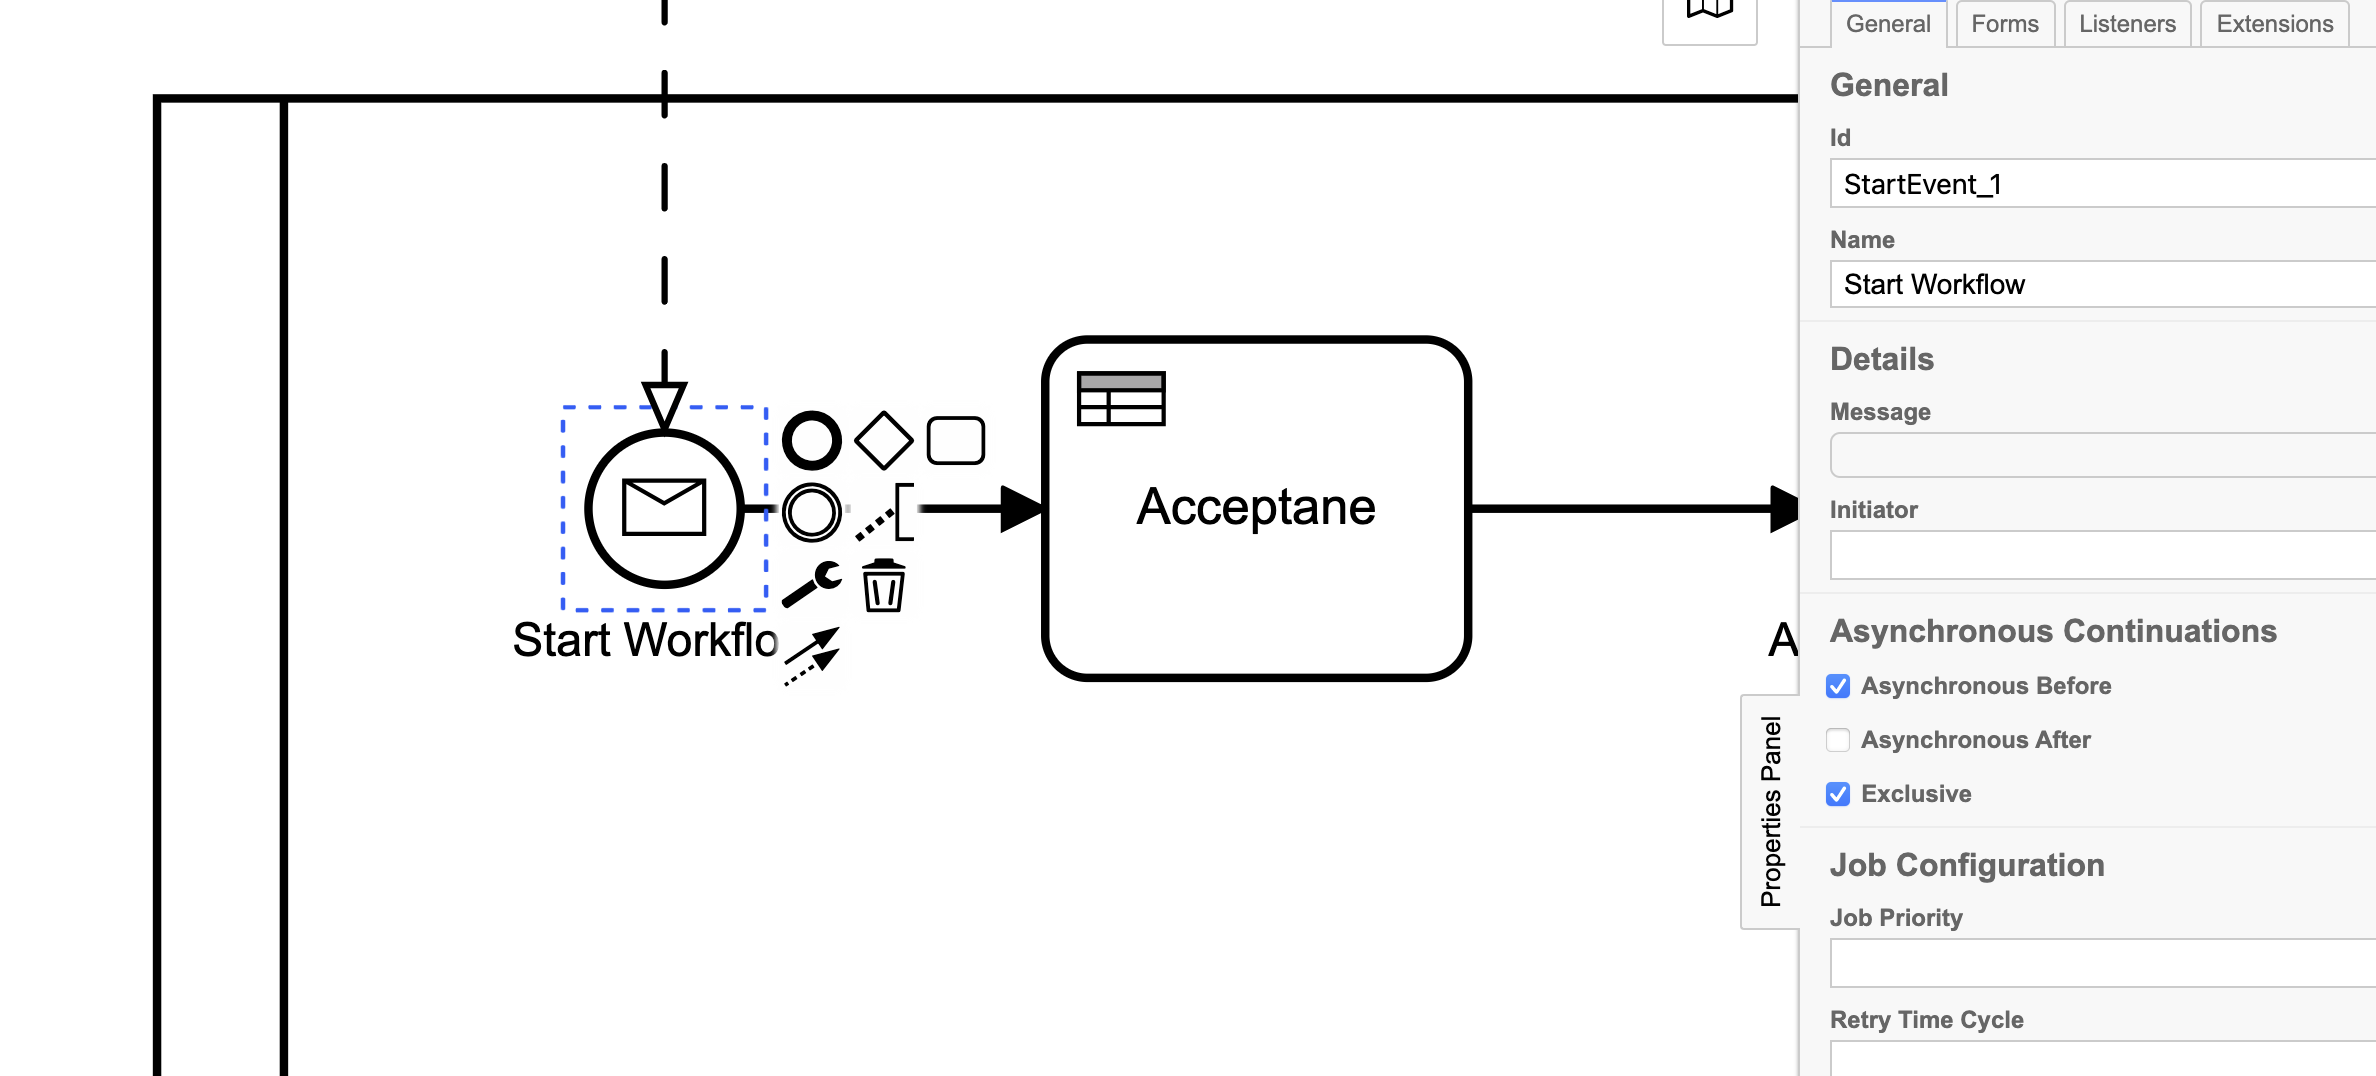 General
Forms
Listeners
Extensions
General
Id
StartEvent_1
Name
Start Workflow
Details
Message
Initiator
Asynchronous Continuations
Asynchronous Before
Asynchronous After
Exclusive
Job Configuration
Job Priority
Retry Time Cycle
Properties Panel
Acceptane
Start Workflo
A